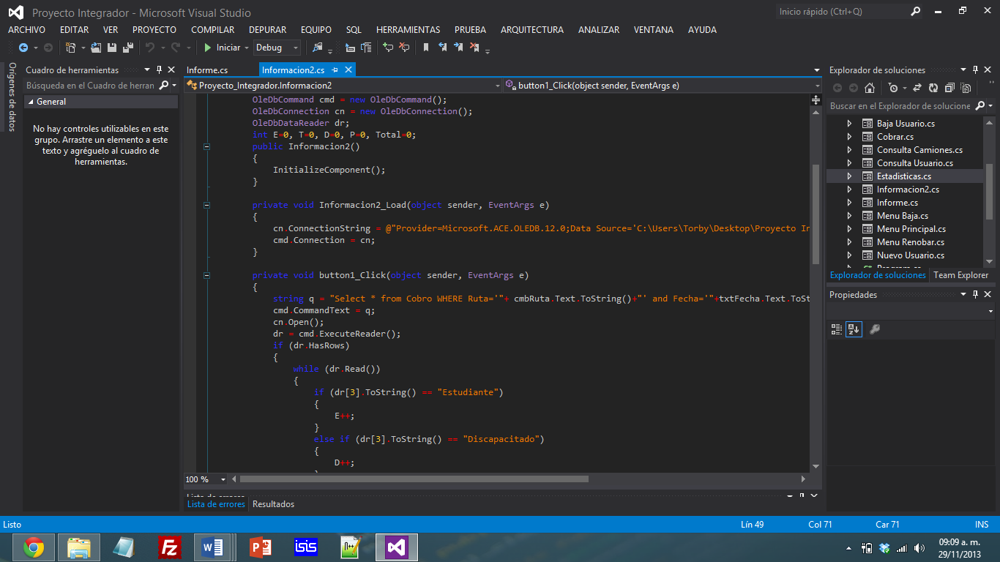 Proyecto Integrador - Microsoft Visual Studio
Inicio rápido (Ctrl+Q)
ARCHIVO EDITAR VER PROYECTO COMPILAR DEPURAR EQUIPO SQL HERRAMIENTAS PRUEBA ARQUITECTURA ANALIZAR VENTANA AYUDA
Iniciar Debug
Orígenes de datos
Cuadro de herramientas
Búsqueda en el Cuadro de herran
General
No hay controles utilizables en este
grupo. Arrastre un elemento a este
texto y agréguelo al cuadro de
herramientas.
Informe.cs Informacion2.cs
Proyecto_Integrador.Informacion2 button1_Click(object sender, EventArgs e)
OleDbCommand cmd = new OleDbCommand();
OleDbConnection cn = new OleDbConnection();
OleDbDataReader dr;
int E=0, T=0, D=0, P=0, Total=0;
public Informacion2()
{
InitializeComponent();
}
private void Informacion2_Load(object sender, EventArgs e)
{
cn.ConnectionString = @"Provider=Microsoft.ACE.OLEDB.12.0;Data Source='C:\Users\Torby\Desktop\Proyecto In
cmd.Connection = cn;
}
private void button1_Click(object sender, EventArgs e)
{
string q = "Select * from Cobro WHERE Ruta='"+ cmbRuta.Text.ToString()+"' and Fecha='"+txtFecha.Text.ToSt
cmd.CommandText = q;
cn.Open();
dr = cmd.ExecuteReader();
if (dr.HasRows)
{
while (dr.Read())
{
if (dr[3].ToString() == "Estudiante")
{
E++;
}
else if (dr[3].ToString() == "Discapacitado")
{
D++;
}
100 %
Lista de errores
Lista de errores Resultados
Explorador de soluciones
Buscar en el Explorador de solucione
Baja Usuario.cs
Cobrar.cs
Consulta Camiones.cs
Consulta Usuario.cs
Estadisticas.cs
Informacion2.cs
Informe.cs
Menu Baja.cs
Menu Principal.cs
Menu Renobar.cs
Nuevo Usuario.cs
Program.cs
Explorador de soluciones Team Explorer
Propiedades
Listo Lín 49 Col 71 Car 71 INS
isis
09:09 a. m.
29/11/2013